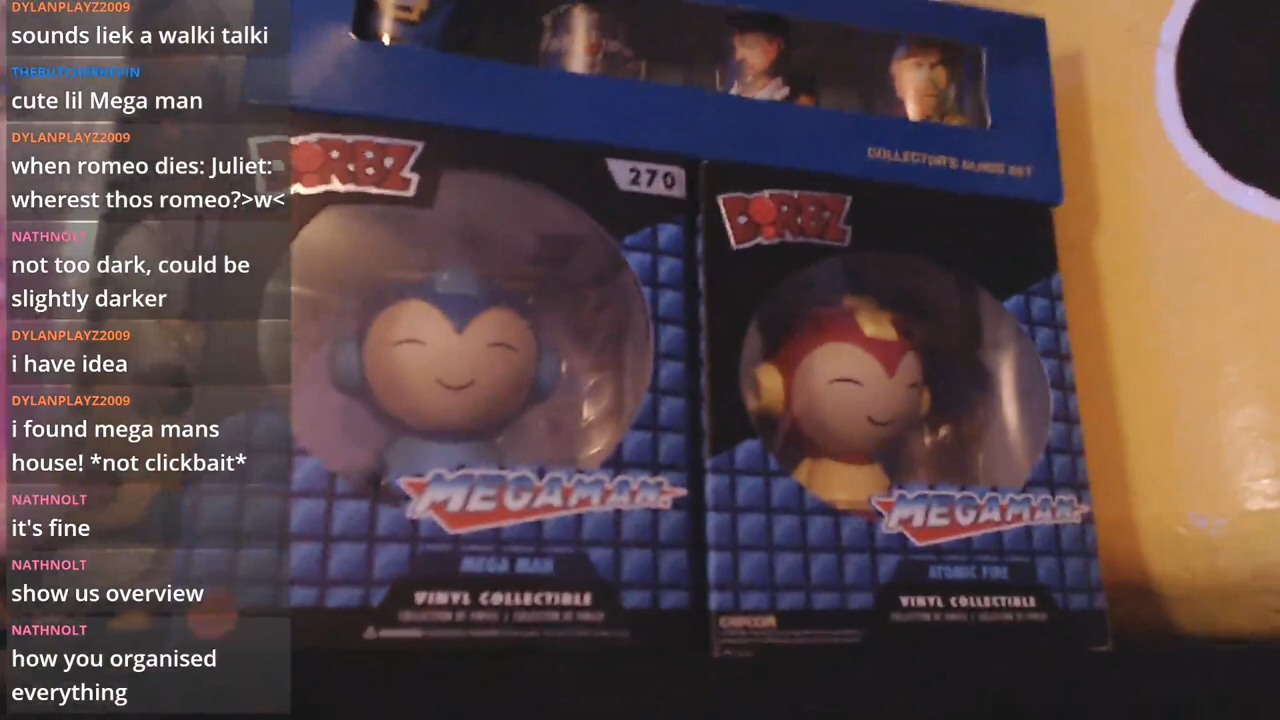 DYLANPLAYZ2009
sounds liek a walki talki
THEBUTCHERKEVIN
cute lil Mega man
DYLANPLAYZ2009
when romeo dies: Juliet:
wherest thos romeo?>w<
NATHNOLT
not too dark, could be
slightly darker
DYLANPLAYZ2009
i have idea
DYLANPLAYZ2009
i found mega mans
house! *not clickbait*
NATHNOLT
it's fine
NATHNOLT
show us overview
NATHNOLT
how you organised
everything
COLLECTOR'S GLASS SET
DORBZ
270
MEGAMAN
MEGA MAN
VINYL COLLECTIBLE
DORBZ
MEGAMAN
ATOMIC FIRE
VINYL COLLECTIBLE
CAPCOM